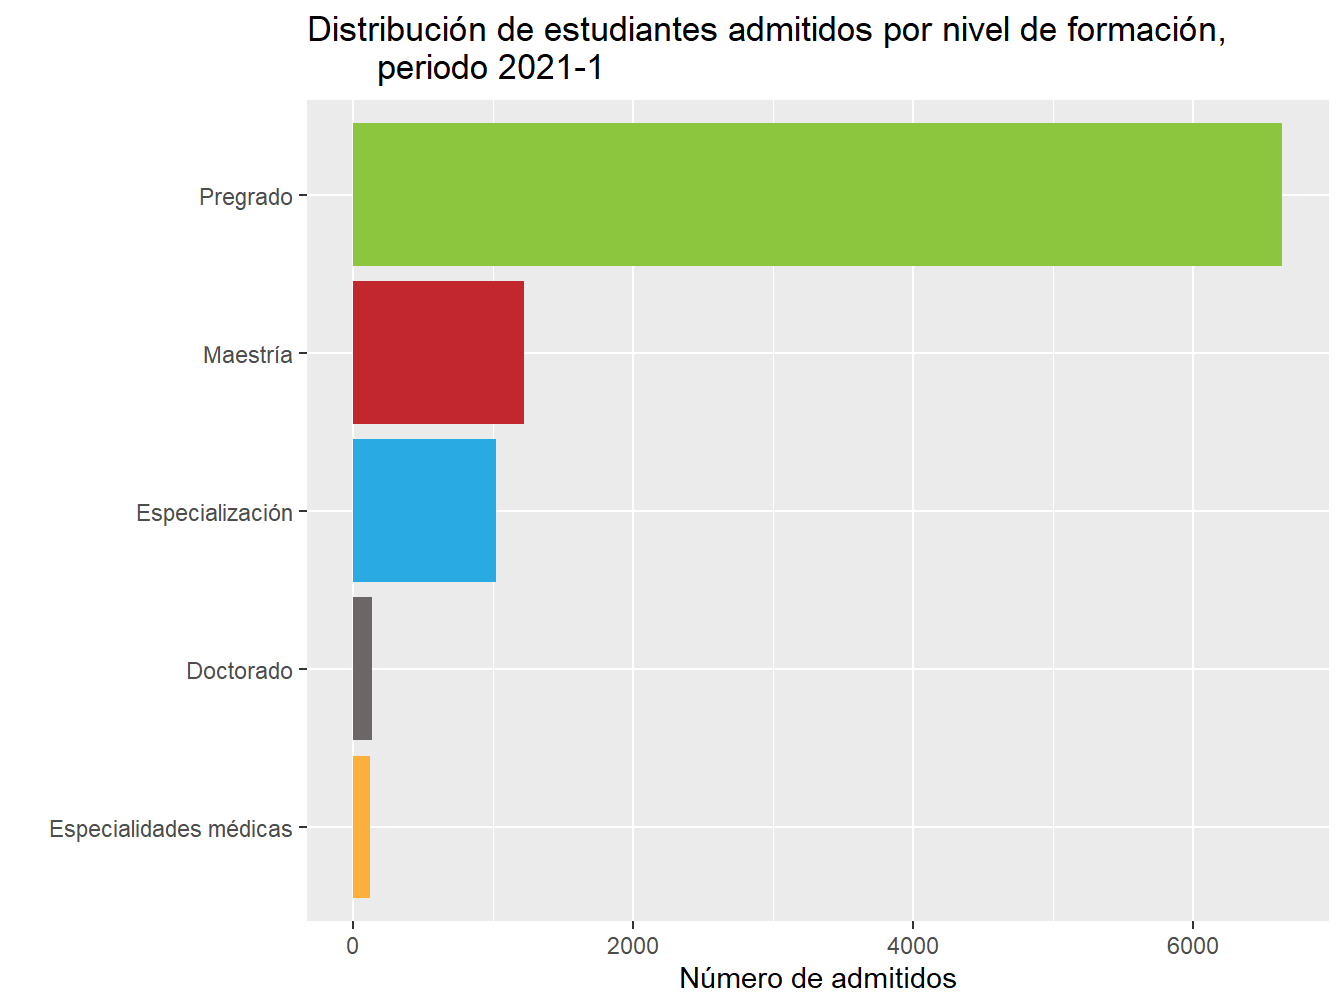 Distribución de estudiantes admitidos por nivel de formación,
periodo 2021-1
Pregrado
Maestría
Especialización
Doctorado
Especialidades médicas
0 2000 4000 6000
Número de admitidos